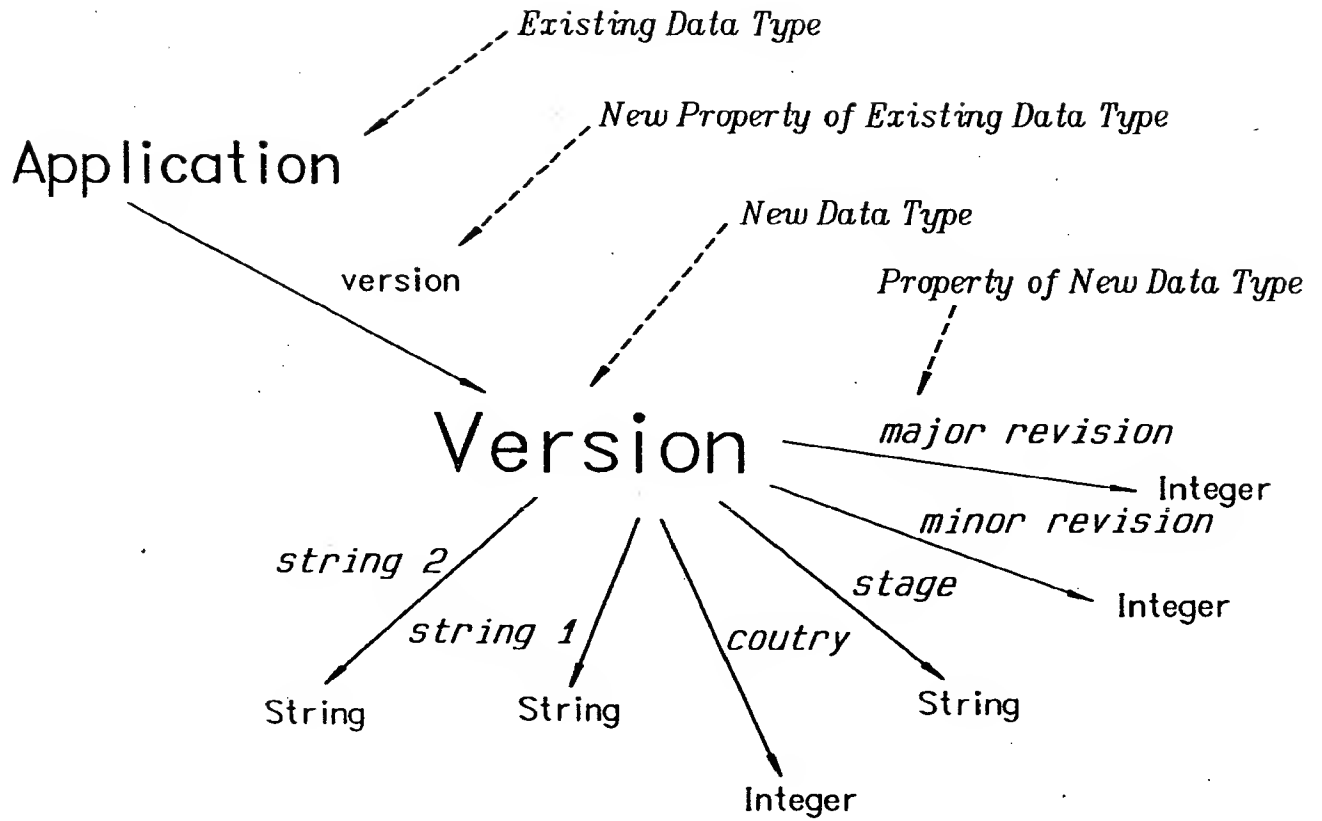 Existing Data Type
New Property of Existing Data Type
Application
New Data Type
version
Property of New Data Type
Version
major revision
Integer
minor revision
string 2
stage
Integer
string 1
coutry
String
String
String
Integer